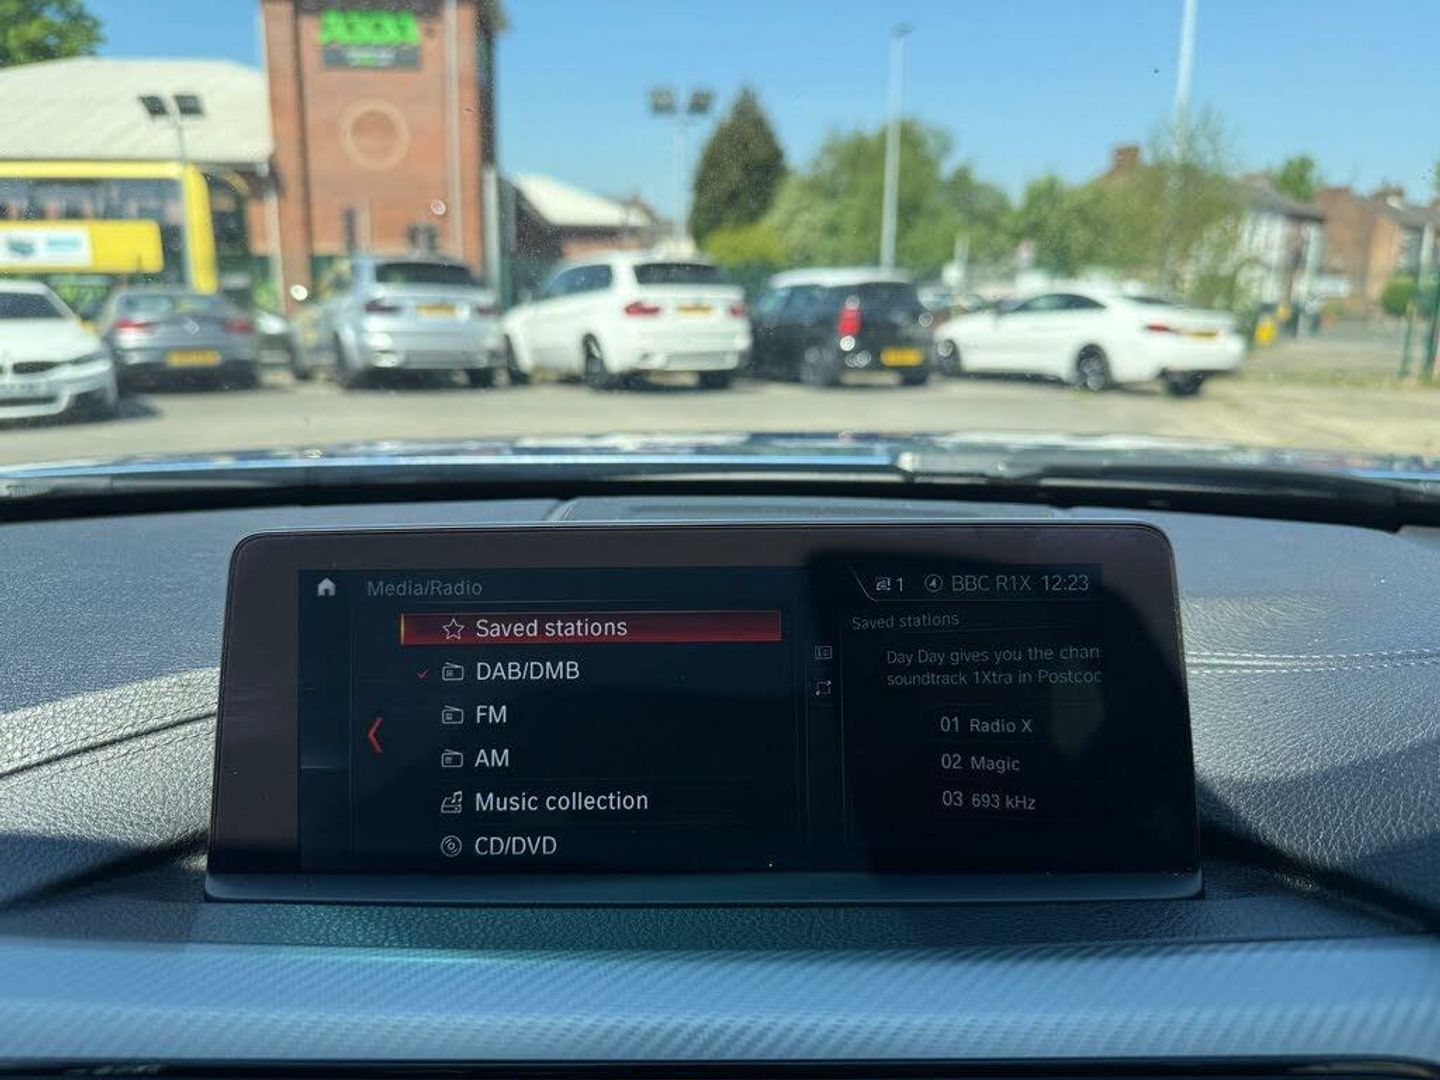 ASDA
Media/Radio
1 BBC R1X 12:23
Saved stations
DAB/DMB
FM
AM
Music collection
CD/DVD
Saved stations
Day Day gives you the chan
soundtrack 1Xtra in Postcoc
01 Radio X
02 Magic
03 693 kHz